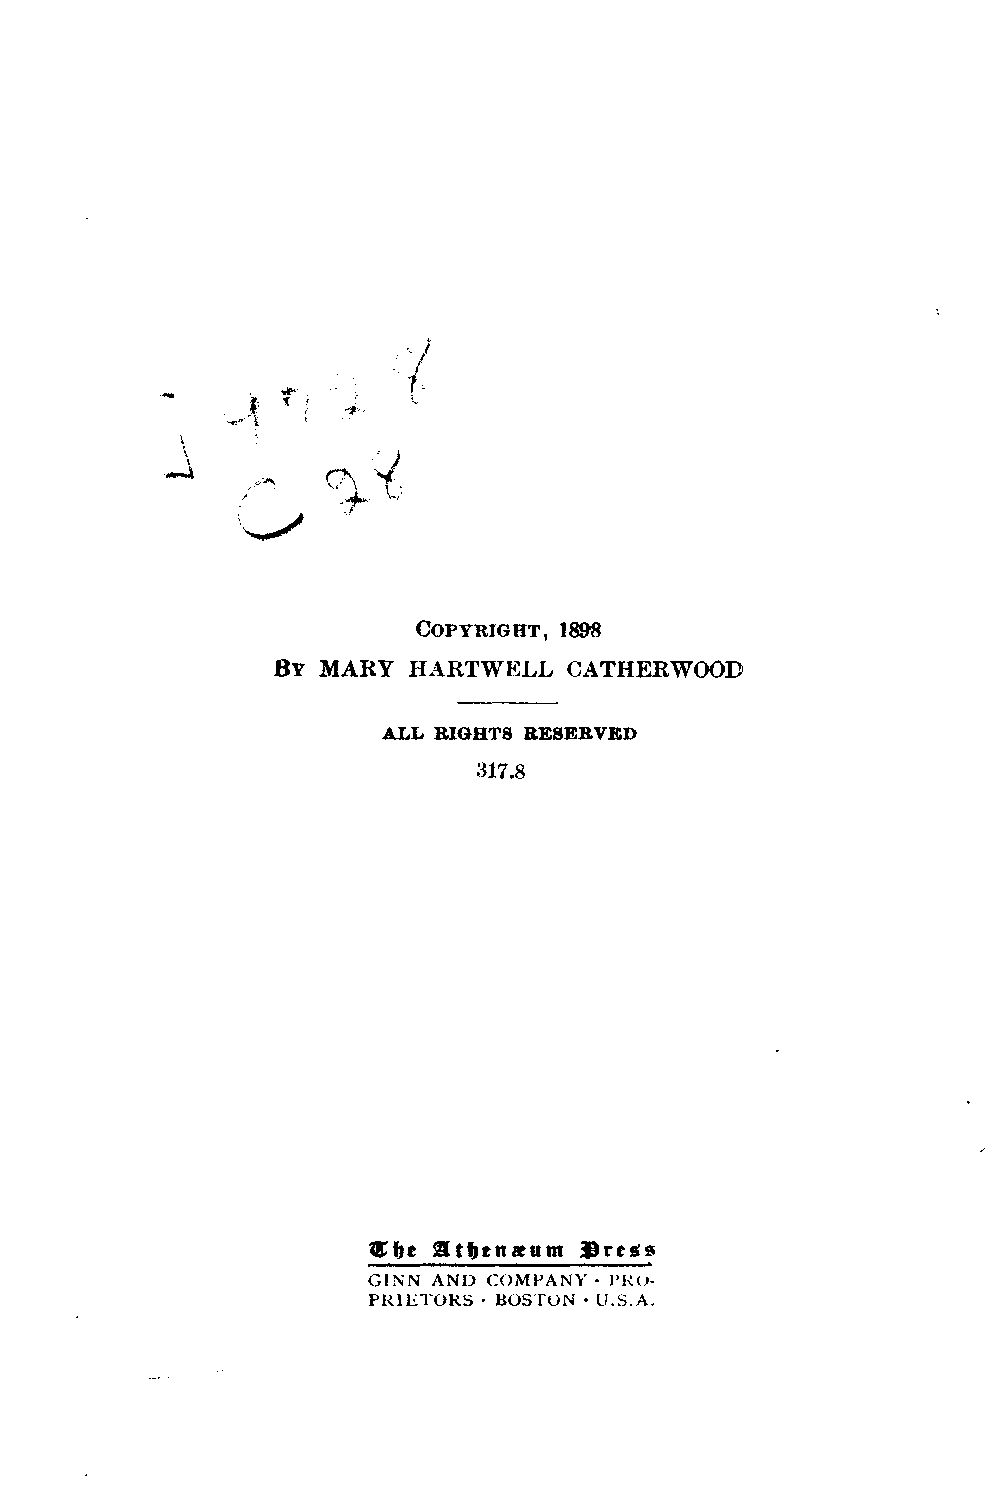 C 28
COPYRIGHT, 1898
BY MARY HARTWELL CATHERWOOD
ALL RIGHTS RESERVED
317.8
The Athenæum Press
GINN AND COMPANY · PRO-
PRIETORS · BOSTON · U.S.A.